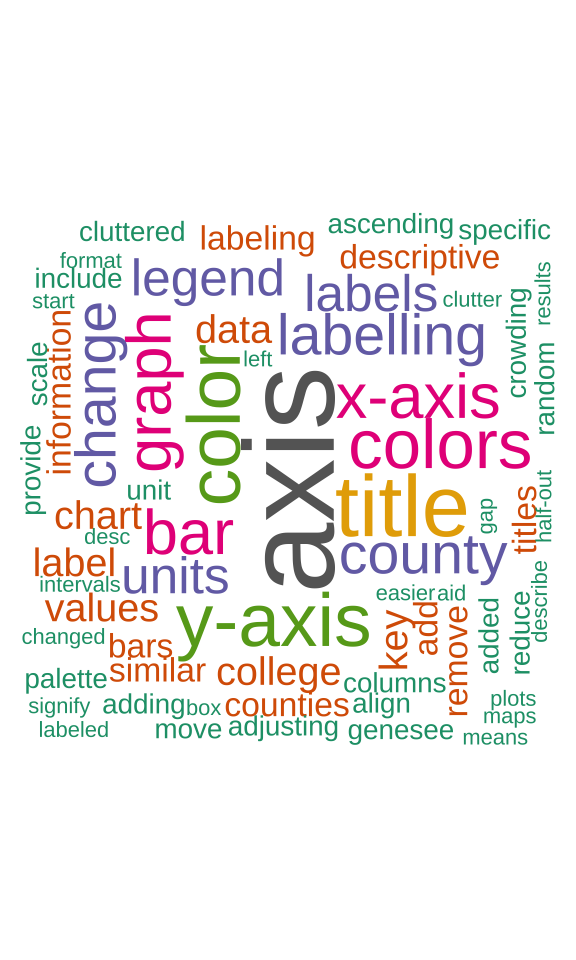 cluttered
labeling
ascending
specific
format
include
start
legend
descriptive
labels
clutter
results
information
change
graph
data
left
labelling
crowding
random
scale
color
axis
x-axis
colors
provide
unit
chart
desc
bar
title
gap
titles
half-out
label
intervals
units
county
describe
values
y-axis
easier
aid
key
add
remove
added
reduce
changed
bars
similar
college
columns
palette
signify
adding
box
counties
align
plots
maps
labeled
move
adjusting
genesee
means